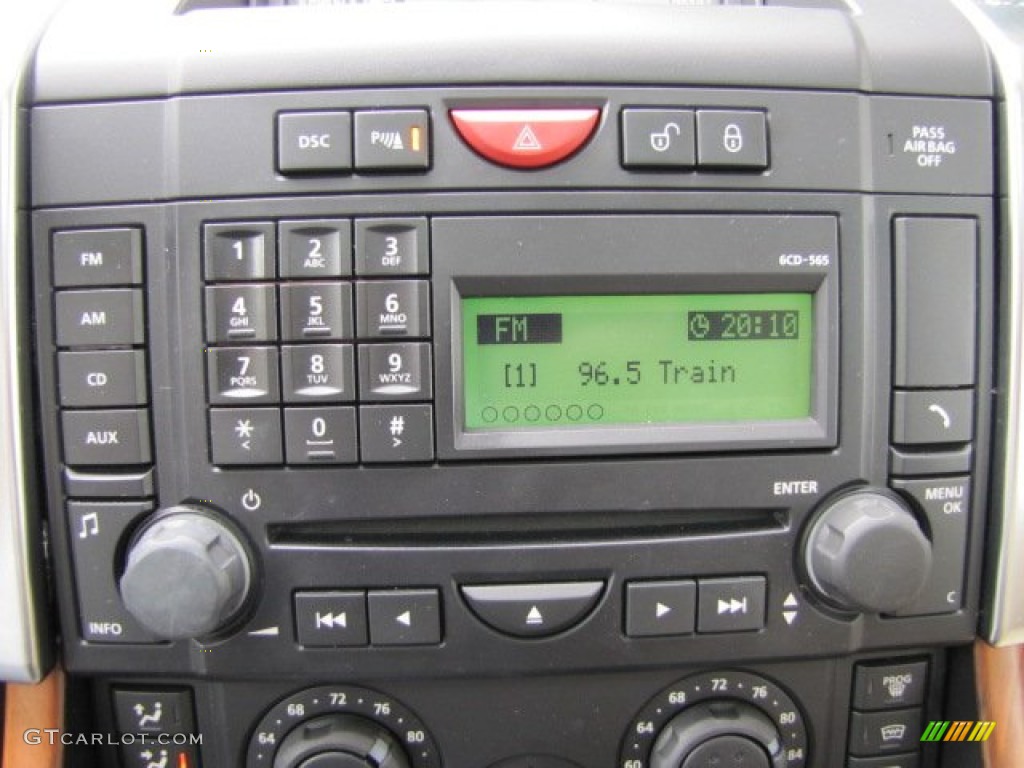 DSC
P
PASS
AIRBAG
OFF
6CD-565
FM
1
2
ABC
3
DEF
FM
20:10
AM
4
GHI
5
JKL
6
MNO
[1] 96.5 Train
CD
7
PQRS
8
TUV
9
WXYZ
AUX
*
<
0
#
>
ENTER
MENU
OK
INFO
C
64
68
72
76
80
60
64
68
72
76
80
84
PROG
GTCARLOT.COM